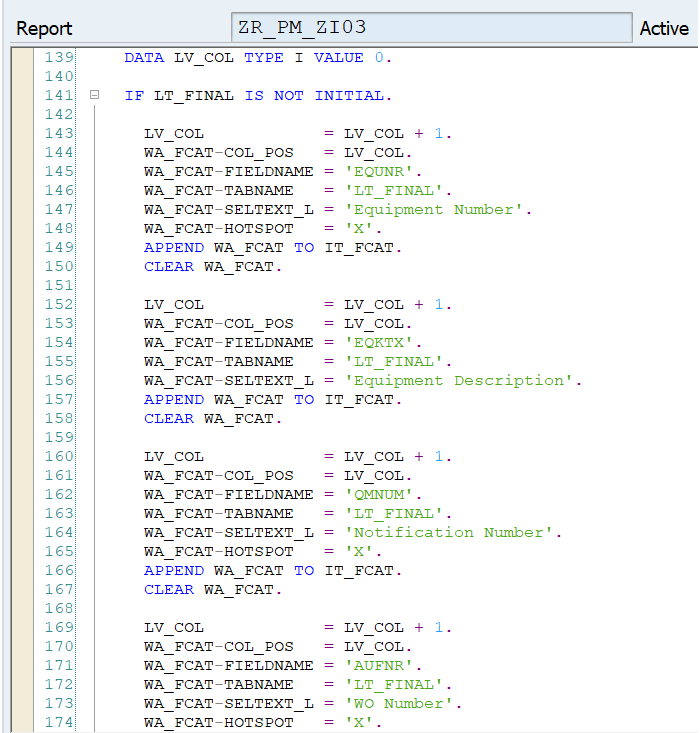 Report ZR_PM_ZI03 Active
139 DATA LV_COL TYPE I VALUE 0.
140
141 IF LT_FINAL IS NOT INITIAL.
142
143 LV_COL = LV_COL + 1.
144 WA_FCAT-COL_POS = LV_COL.
145 WA_FCAT-FIELDNAME = 'EQUNR'.
146 WA_FCAT-TABNAME = 'LT_FINAL'.
147 WA_FCAT-SELTEXT_L = 'Equipment Number'.
148 WA_FCAT-HOTSPOT = 'X'.
149 APPEND WA_FCAT TO IT_FCAT.
150 CLEAR WA_FCAT.
151
152 LV_COL = LV_COL + 1.
153 WA_FCAT-COL_POS = LV_COL.
154 WA_FCAT-FIELDNAME = 'EQKTX'.
155 WA_FCAT-TABNAME = 'LT_FINAL'.
156 WA_FCAT-SELTEXT_L = 'Equipment Description'.
157 APPEND WA_FCAT TO IT_FCAT.
158 CLEAR WA_FCAT.
159
160 LV_COL = LV_COL + 1.
161 WA_FCAT-COL_POS = LV_COL.
162 WA_FCAT-FIELDNAME = 'QMNUM'.
163 WA_FCAT-TABNAME = 'LT_FINAL'.
164 WA_FCAT-SELTEXT_L = 'Notification Number'.
165 WA_FCAT-HOTSPOT = 'X'.
166 APPEND WA_FCAT TO IT_FCAT.
167 CLEAR WA_FCAT.
168
169 LV_COL = LV_COL + 1.
170 WA_FCAT-COL_POS = LV_COL.
171 WA_FCAT-FIELDNAME = 'AUFNR'.
172 WA_FCAT-TABNAME = 'LT_FINAL'.
173 WA_FCAT-SELTEXT_L = 'WO Number'.
174 WA_FCAT-HOTSPOT = 'X'.